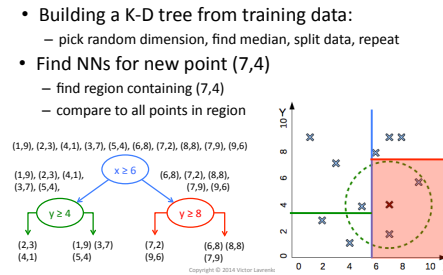 • Building a K-D tree from training data:
– pick random dimension, find median, split data, repeat
• Find NNs for new point (7,4)
– find region containing (7,4)
– compare to all points in region
(1,9), (2,3), (4,1), (3,7), (5,4), (6,8), (7,2), (8,8), (7,9), (9,6)
x ≥ 6
(1,9), (2,3), (4,1),
(3,7), (5,4),
(6,8), (7,2), (8,8),
(7,9), (9,6)
y ≥ 4
y ≥ 8
(2,3)
(4,1)
(1,9) (3,7)
(5,4)
(7,2)
(9,6)
(6,8) (8,8)
(7,9)
Y
10
8
6
4
2
0
0 2 4 6 8 10
Copyright © 2014 Victor Lavrenko